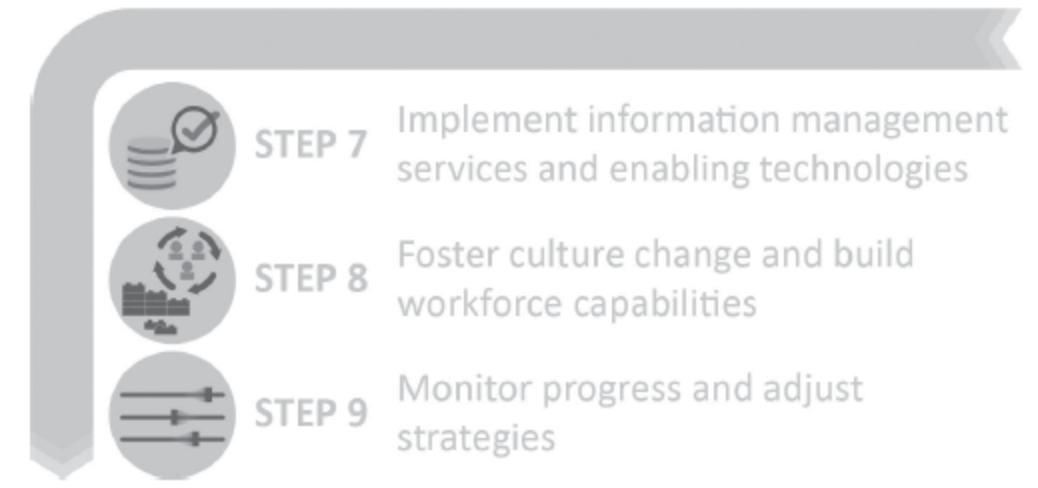 STEP 7
Implement information management
services and enabling technologies
STEP 8
Foster culture change and build
workforce capabilities
STEP 9
Monitor progress and adjust
strategies